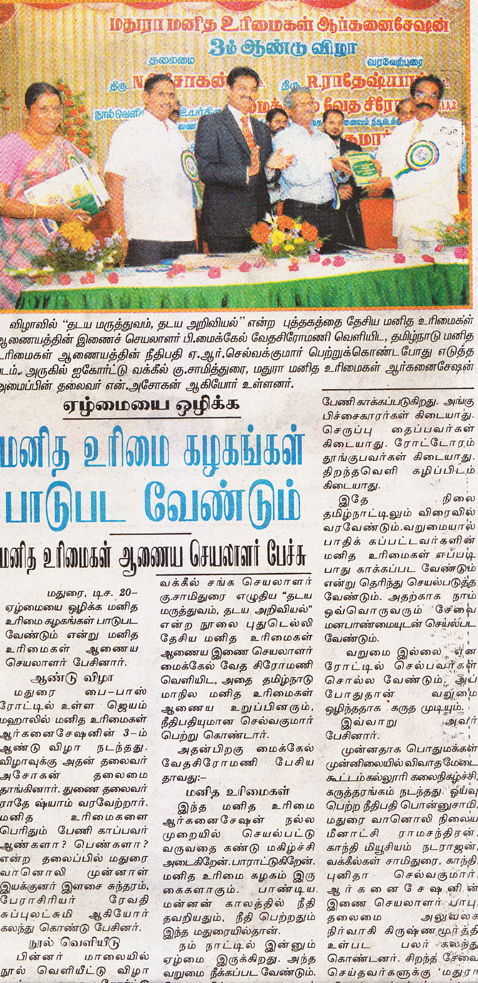 மதுரா மனித உரிமைகள் ஆர்கனைசேஷன்
3ம் ஆண்டு விழா
தலைமை
வரவேற்புரை
திரு.
திரு.
R.ராதேஷ்யாம்
நூல் வெளி
வேத சிரோ
விழாவில் "தடய மருத்துவம், தடய அறிவியல்" என்ற புத்தகத்தை தேசிய மனித உரிமைகள்
ஆணையத்தின் இணைச் செயலாளர் பி.மைக்கேல் வேதசிரோமணி வெளியிட, தமிழ்நாடு மனித
உரிமைகள் ஆணையத்தின் நீதிபதி ஏ.ஆர்.செல்வக்குமார் பெற்றுக்கொண்டபோது எடுத்த
படம். அருகில் ஐகோர்ட்டு வக்கீல் கு.சாமித்துரை, மதுரா மனித உரிமைகள் ஆர்கனைசேஷன்
அமைப்பின் தலைவர் என்.அசோகன் ஆகியோர் உள்ளனர்.
ஏழ்மையை ஒழிக்க
மனித உரிமை கழகங்கள்
பாடுபட வேண்டும்
மனித உரிமைகள் ஆணைய செயலாளர் பேச்சு
மதுரை, டிச. 20–
ஏழ்மையை ஒழிக்க மனித
உரிமை கழகங்கள் பாடுபட
வேண்டும் என்று மனித
உரிமைகள் ஆணைய
செயலாளர் பேசினார்.
ஆண்டு விழா
மதுரை பை-பாஸ்
ரோட்டில் உள்ள ஜெயம்
மஹாலில் மனித உரிமைகள்
ஆர்கனைசேஷனின் 3-ம்
ஆண்டு விழா நடந்தது.
விழாவுக்கு அதன் தலைவர்
அசோகன் தலைமை
தாங்கினார். துணை தலைவர்
ராதே ஷ்யாம் வரவேற்றார்.
மனித உரிமைகளை
பெரிதும் பேணி காப்பவர்
ஆண்களா? பெண்களா?
என்ற தலைப்பில் மதுரை
வானொலி முன்னாள்
இயக்குனர் இளசை சுந்தரம்,
பேராசிரியர் ரேவதி
சுப்புலட்சுமி ஆகியோர்
கலந்து கொண்டு பேசினர்.
நூல் வெளியீடு
பின்னர் மாலையில்
நூல் வெளியீட்டு விழா
வக்கீல் சங்க செயலாளர்
கு.சாமிதுரை எழுதிய "தடய
மருத்துவம், தடய அறிவியல்"
என்ற நூலை புதுடெல்லி
தேசிய மனித உரிமைகள்
ஆணைய இணை செயலாளர்
மைக்கேல் வேத சிரோமணி
வெளியிட, அதை தமிழ்நாடு
மாநில மனித உரிமைகள்
ஆணைய உறுப்பினரும்,
நீதிபதியுமான செல்வகுமார்
பெற்று கொண்டார்.
அதன்பிறகு மைக்கேல்
வேதசிரோமணி பேசிய
தாவது:–
மனித உரிமைகள்
இந்த மனித உரிமை
ஆர்கனைசேஷன் நல்ல
முறையில் செயல்பட்டு
வருவதை கண்டு மகிழ்ச்சி
அடைகிறேன்.பாராட்டுகிறேன்.
மனித உரிமை கழகம் இரு
கைகளாகும். பாண்டிய
மன்னன் காலத்தில் நீதி
தவறியதும், நீதி பெற்றதும்
இந்த மதுரையில்தான்.
நம் நாட்டில் இன்னும்
ஏழ்மை இருக்கிறது. அந்த
வறுமை நீக்கப்பட வேண்டும்.
பேணி காக்கப்படுகிறது. அங்கு
பிச்சைகாரர்கள் கிடையாது.
செருப்பு தைப்பவர்கள்
கிடையாது. ரோட்டோரம்
தூங்குபவர்கள் கிடையாது.
திறந்தவெளி கழிப்பிடம்
கிடையாது.
இதே நிலை
தமிழ்நாட்டிலும் விரைவில்
வரவேண்டும்.வறுமையால்
பாதிக் கப்பட்டவர்களின்
மனித உரிமைகள் எப்படி
பாது காக்கப்பட வேண்டும்
என்று தெரிந்து செயல்படுத்த
வேண்டும். அதற்காக நாம்
ஒவ்வொருவரும் சேவை
மனபாண்மையுடன் செய்ல்பட
வேண்டும்.
வறுமை இல்லை என
ரோட்டில் செல்பவர்கள்
சொல்ல வேண்டும். அப்
போதுதான் வறுமை
ஒழிந்ததாக கருத முடியும்.
இவ்வாறு அவர்
பேசினார்.
முன்னதாக பொதுமக்கள்
முன்னிலையில் விவாத மேடை
கூட்டம் கல்லூரி கலைநிகழ்ச்சி,
கருத்தரங்கம் நடந்தது. ஓய்வு
பெற்ற நீதிபதி பொன்னுசாமி,
மதுரை வானொலி நிலைய
மீனாட்சி ராமசந்திரன்,
காந்தி மியூசியம் நடராஜன்,
வக்கீல்கள் சாமிதுரை, காந்தி,
புனிதா செல்வகுமார்,
ஆர்கனைசேஷனின்
இணை செயலாளர் பாபு,
தலைமை அலுவலக
நிர்வாகி கிருஷ்ணமூர்த்தி
உள்பட பலர் கலந்து
கொண்டனர். சிறந்த சேவை
செய்தவர்களுக்கு 'மதுரா